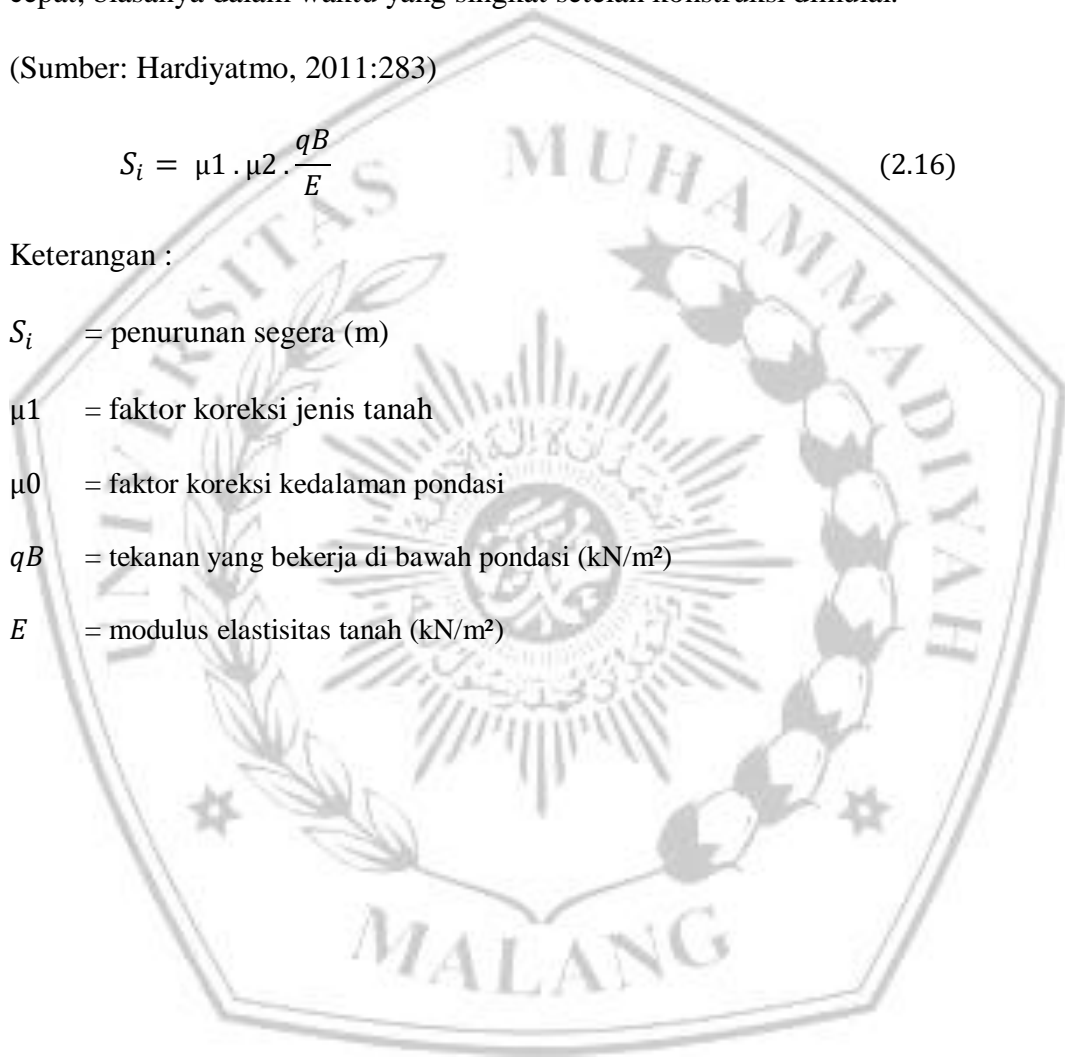 cepat, biasanya dalam waktu yang singkat setelah konstruksi dimulai.
(Sumber: Hardiyatmo, 2011:283)
S_i = μ1 . μ2 . qB/E (2.16)
Keterangan :
S_i = penurunan segera (m)
μ1 = faktor koreksi jenis tanah
μ0 = faktor koreksi kedalaman pondasi
qB = tekanan yang bekerja di bawah pondasi (kN/m²)
E = modulus elastisitas tanah (kN/m²)
UNIVERSITAS MUHAMMADIYAH
MALANG